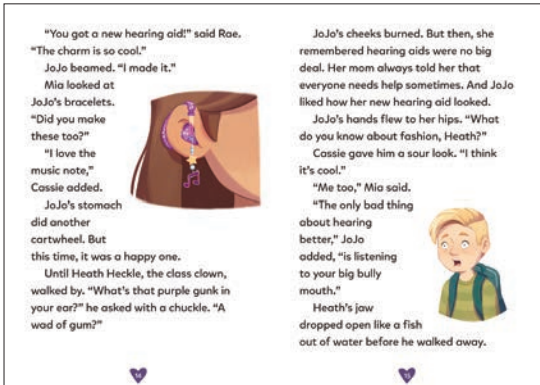 "You got a new hearing aid!" said Rae.
"The charm is so cool."
JoJo beamed. "I made it."
Mia looked at
JoJo's bracelets.
"Did you make
these too?"
"I love the
music note,"
Cassie added.
JoJo's stomach
did another
cartwheel. But
this time, it was a happy one.
Until Heath Heckle, the class clown,
walked by. "What's that purple gunk in
your ear?" he asked with a chuckle. "A
wad of gum?"
14
JoJo's cheeks burned. But then, she
remembered hearing aids were no big
deal. Her mom always told her that
everyone needs help sometimes. And JoJo
liked how her new hearing aid looked.
JoJo's hands flew to her hips. "What
do you know about fashion, Heath?"
Cassie gave him a sour look. "I think
it's cool."
"Me too," Mia said.
"The only bad thing
about hearing
better," JoJo
added, "is listening
to your big bully
mouth."
Heath's jaw
dropped open like a fish
out of water before he walked away.
15